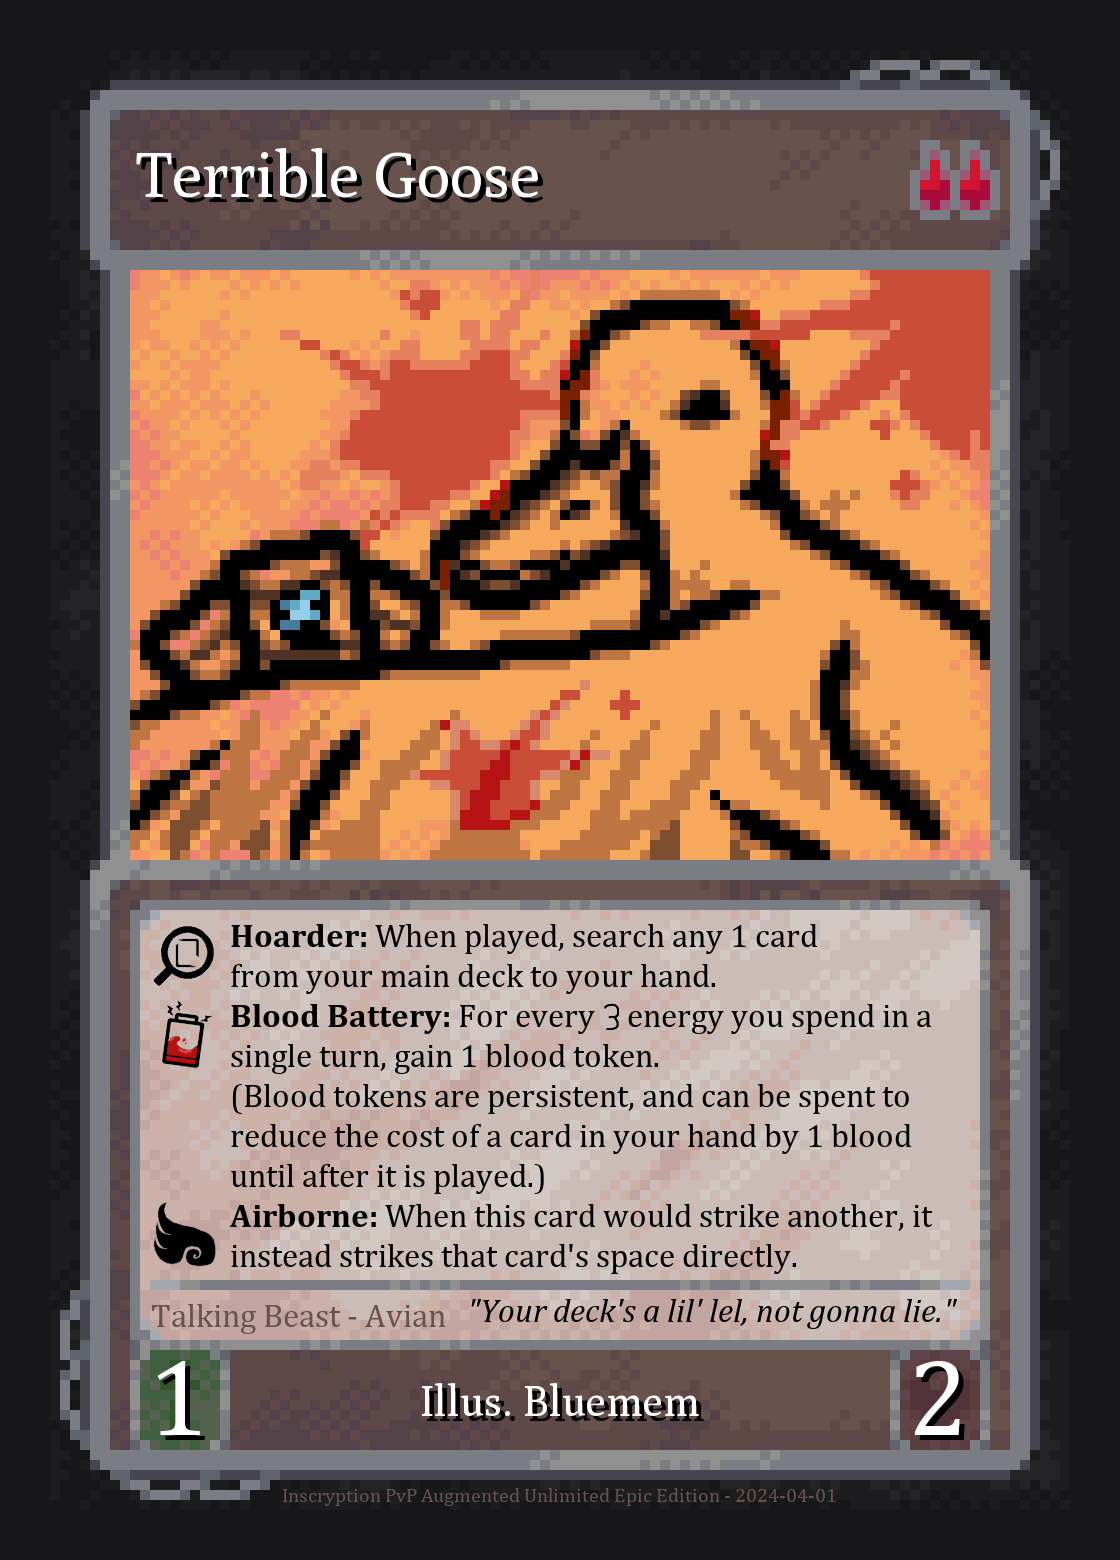 Terrible Goose
Hoarder: When played, search any 1 card
from your main deck to your hand.
Blood Battery: For every 3 energy you spend in a
single turn, gain 1 blood token.
(Blood tokens are persistent, and can be spent to
reduce the cost of a card in your hand by 1 blood
until after it is played.)
Airborne: When this card would strike another, it
instead strikes that card's space directly.
Talking Beast - Avian "Your deck's a lil' lel, not gonna lie."
1 Illus. Bluemem 2
Inscryption PvP Augmented Unlimited Epic Edition - 2024-04-01